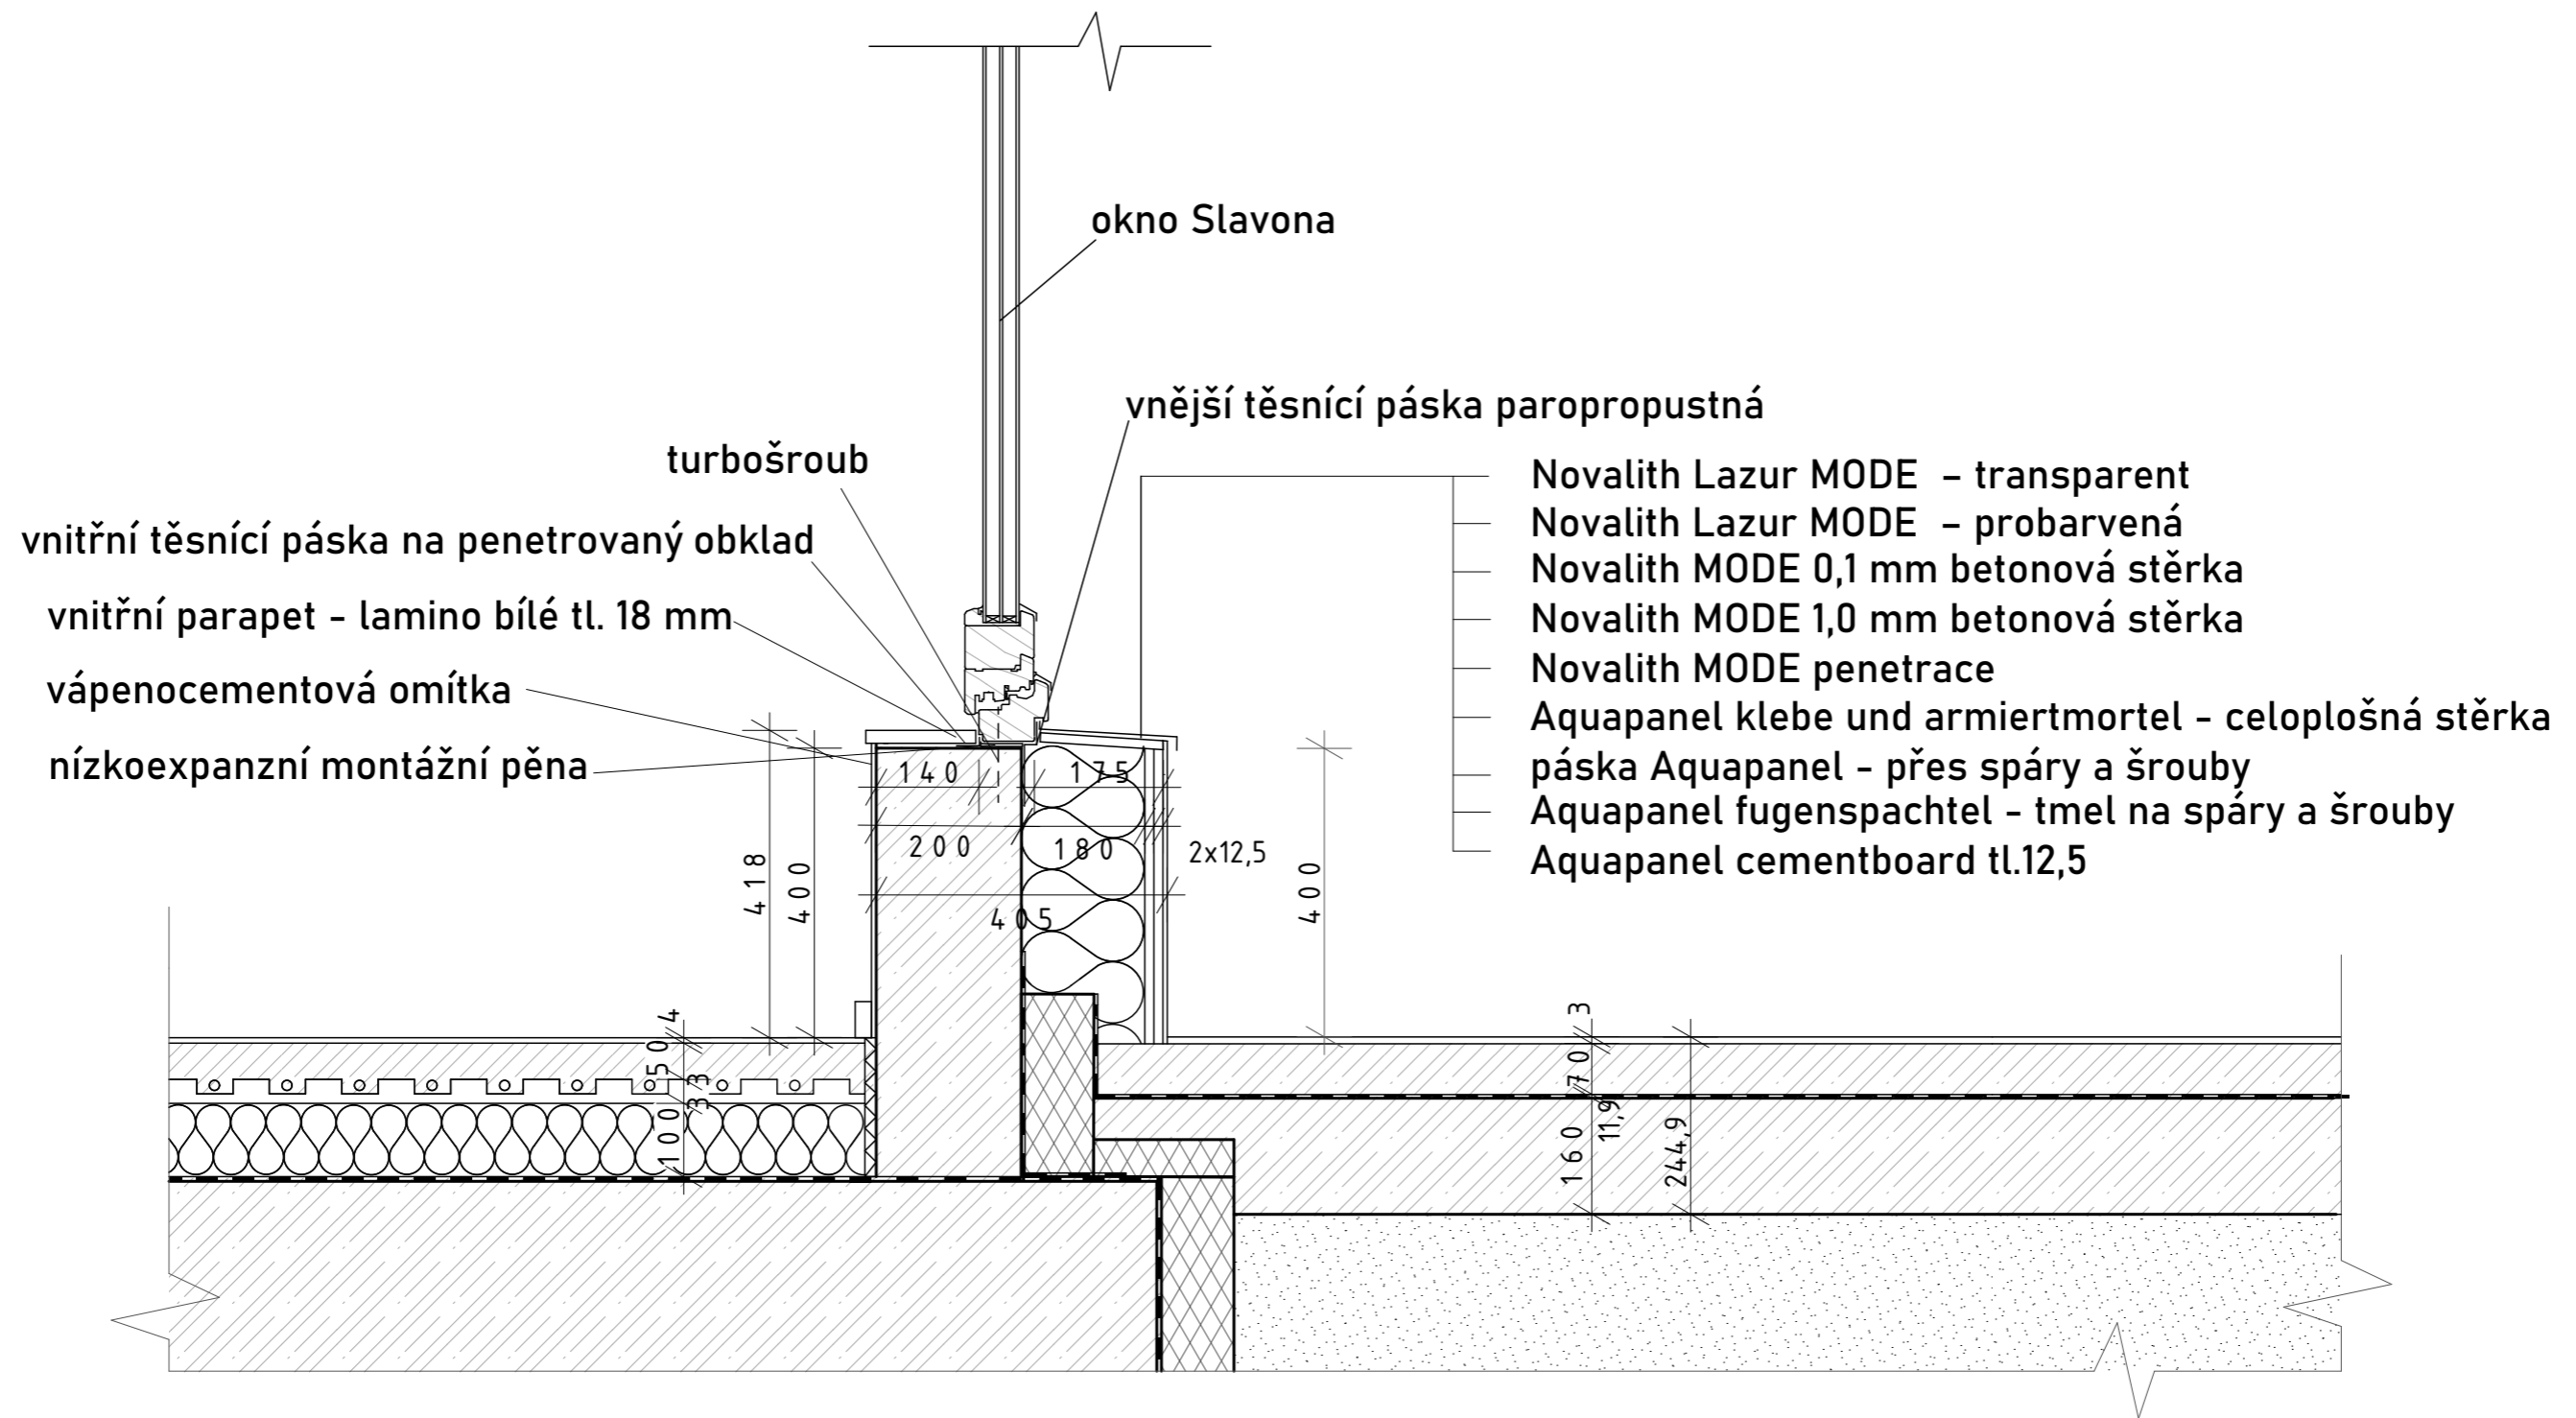 okno Slavona
vnější těsnící páska paropropustná
turbošroub
vnitřní těsnící páska na penetrovaný obklad
vnitřní parapet - lamino bílé tl. 18 mm
vápenocementová omítka
nízkoexpanzní montážní pěna
Novalith Lazur MODE – transparent
Novalith Lazur MODE – probarvená
Novalith MODE 0,1 mm betonová stěrka
Novalith MODE 1,0 mm betonová stěrka
Novalith MODE penetrace
Aquapanel klebe und armiertmortel - celoplošná stěrka
páska Aquapanel - přes spáry a šrouby
Aquapanel fugenspachtel - tmel na spáry a šrouby
Aquapanel cementboard tl.12,5
140
175
200
180
2x12,5
405
418
400
400
4
50
33
100
3
70
11,9
160
244,9